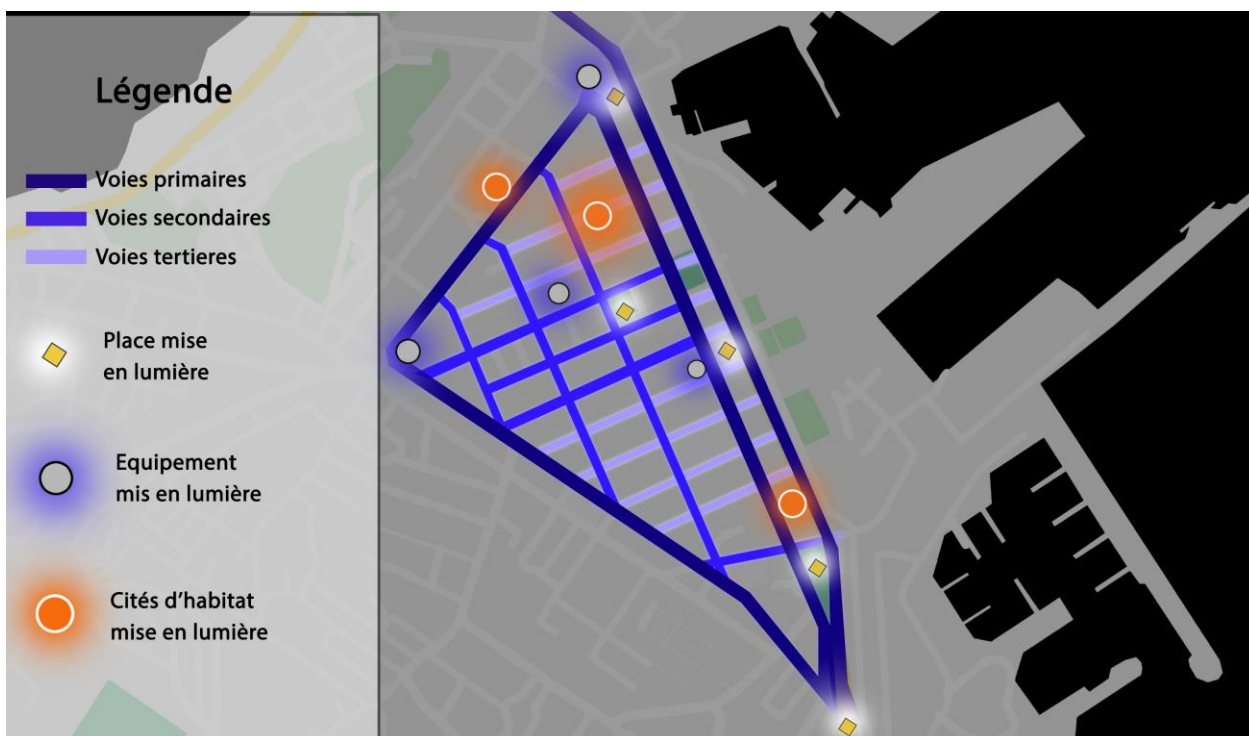 Légende
Voies primaires
Voies secondaires
Voies tertieres
Place mise
en lumière
Equipement
mis en lumière
Cités d'habitat
mise en lumière